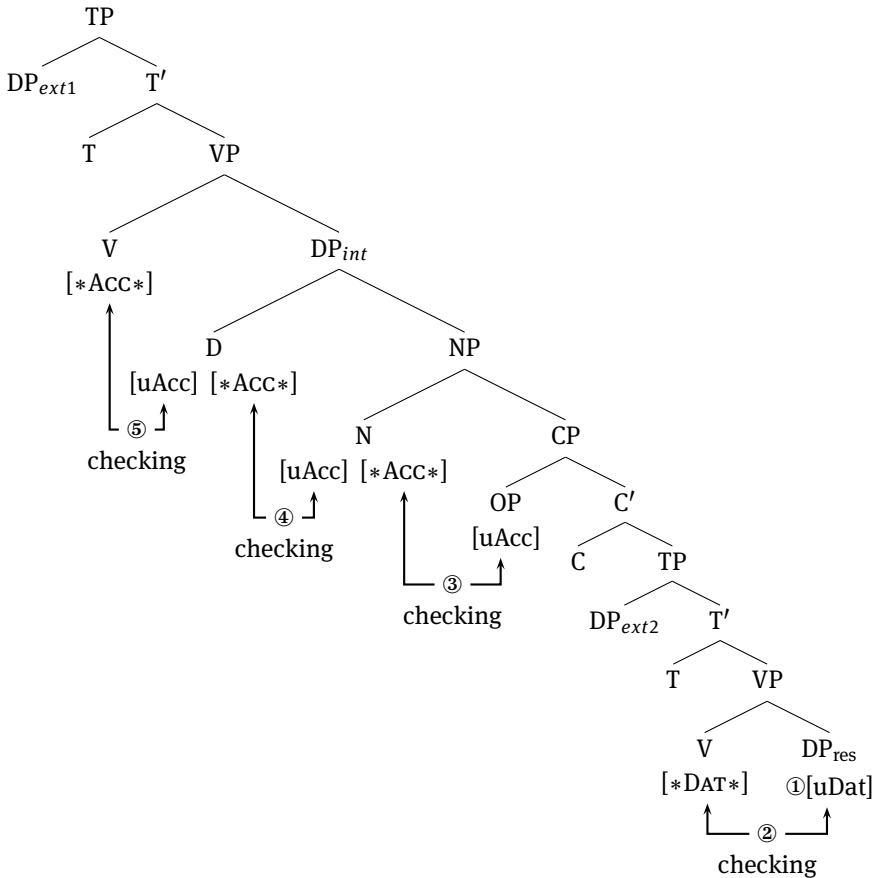 TP
DPext1 T′
T VP
V DPint
[∗Acc∗]
D NP
[uAcc] [∗Acc∗]
⑤ N CP
checking
[uAcc] [∗Acc∗]
OP C′
④
[uAcc]
checking
C TP
③
checking DPext2 T′
T VP
V DPres
[∗Dat∗] ①[uDat]
②
checking